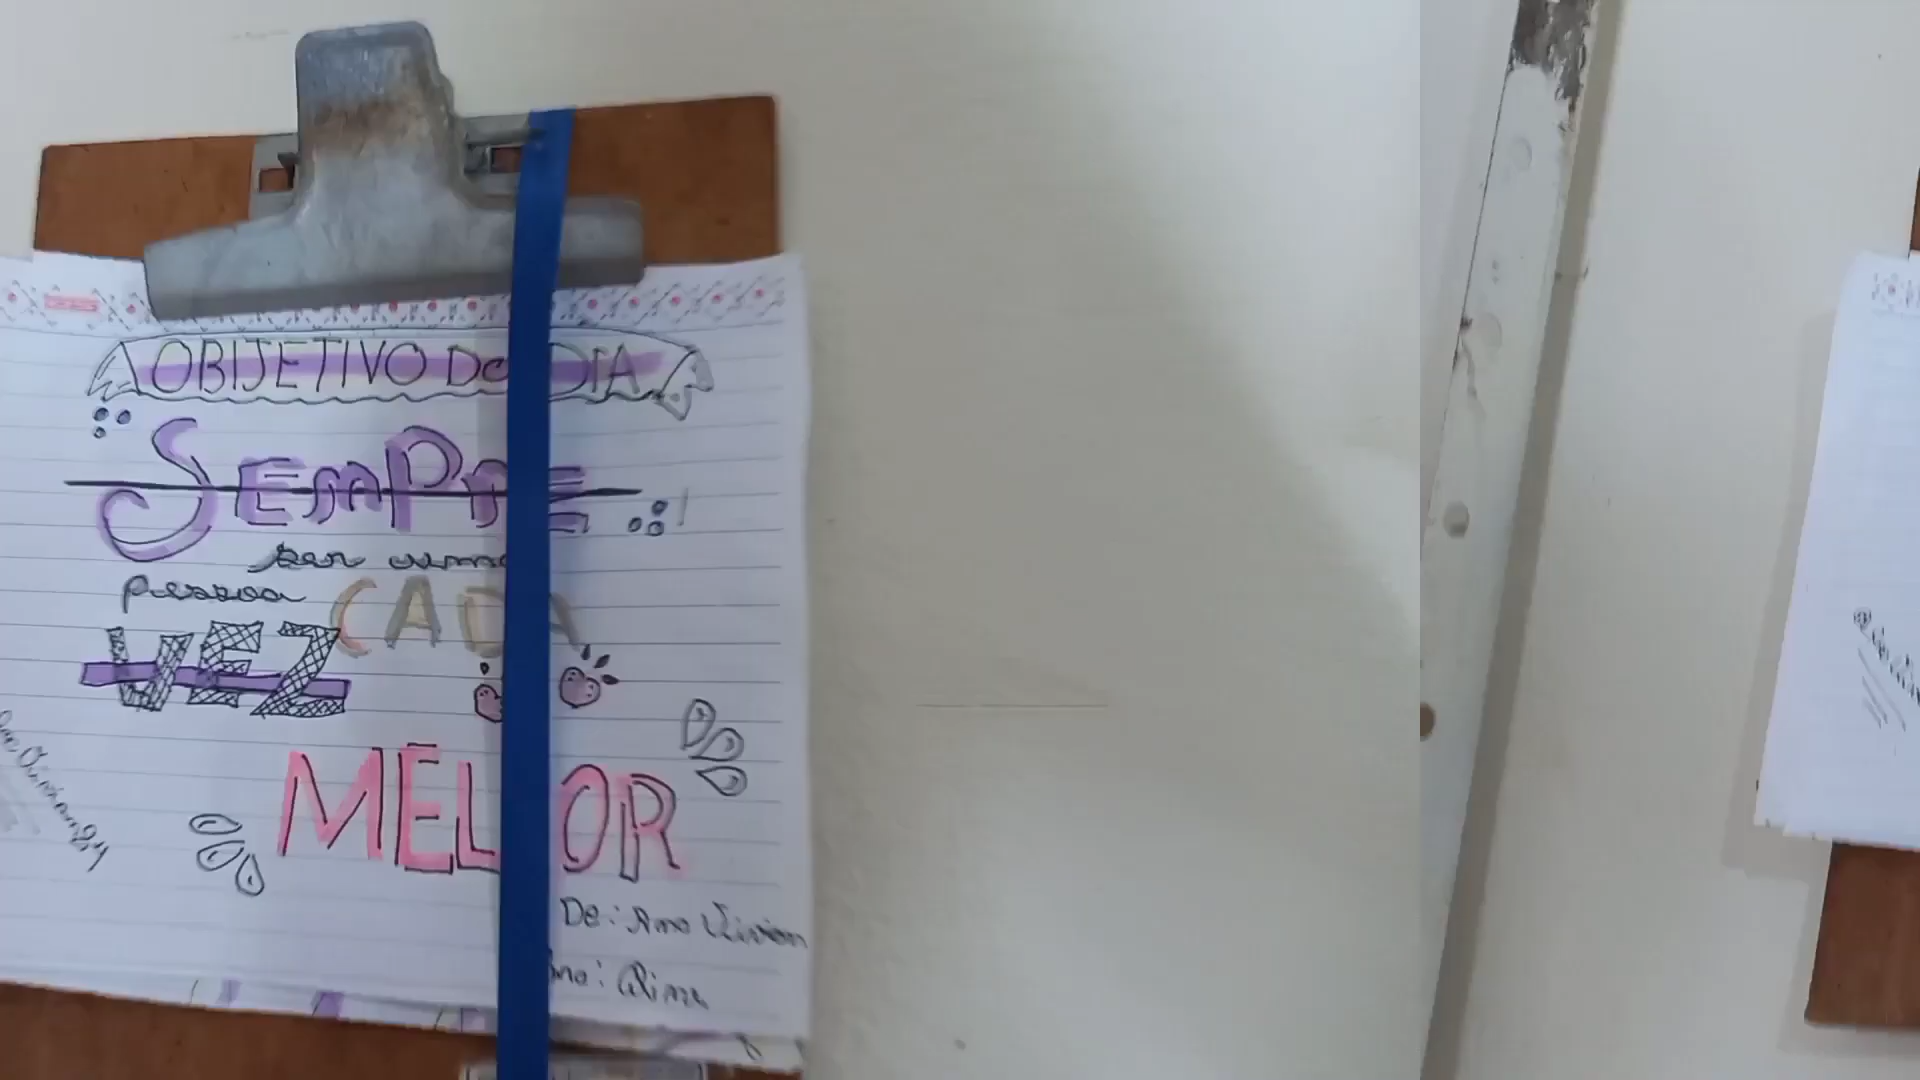 OBIJETIVO DO DIA
SEMPRE
ser uma
pessoa CADA
VEZ
MEL OR
De: Ana Vivian